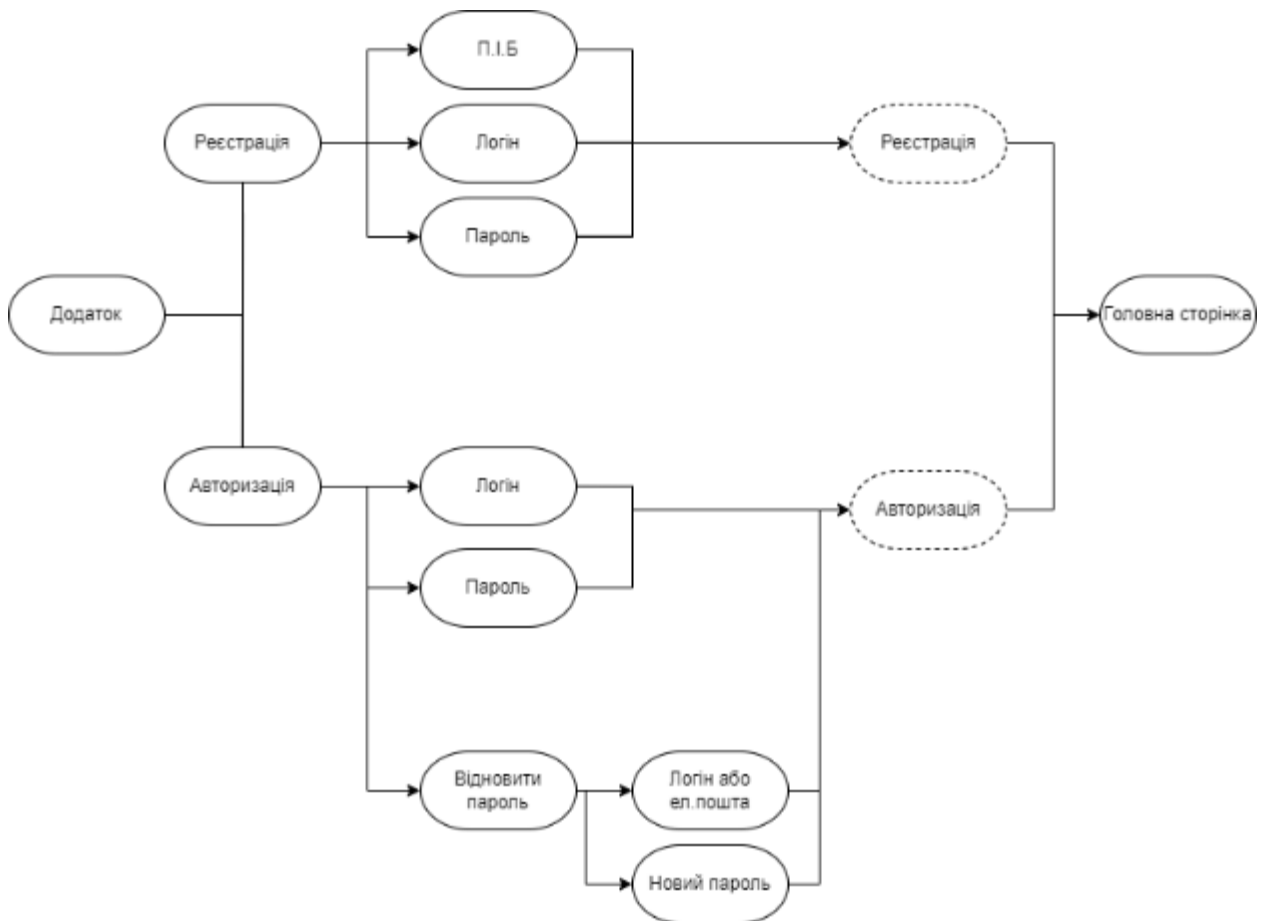 П.І.Б
Реєстрація
Логін
Реєстрація
Пароль
Додаток
Головна сторінка
Авторизація
Логін
Авторизація
Пароль
Відновити
пароль
Логін або
ел.пошта
Новий пароль